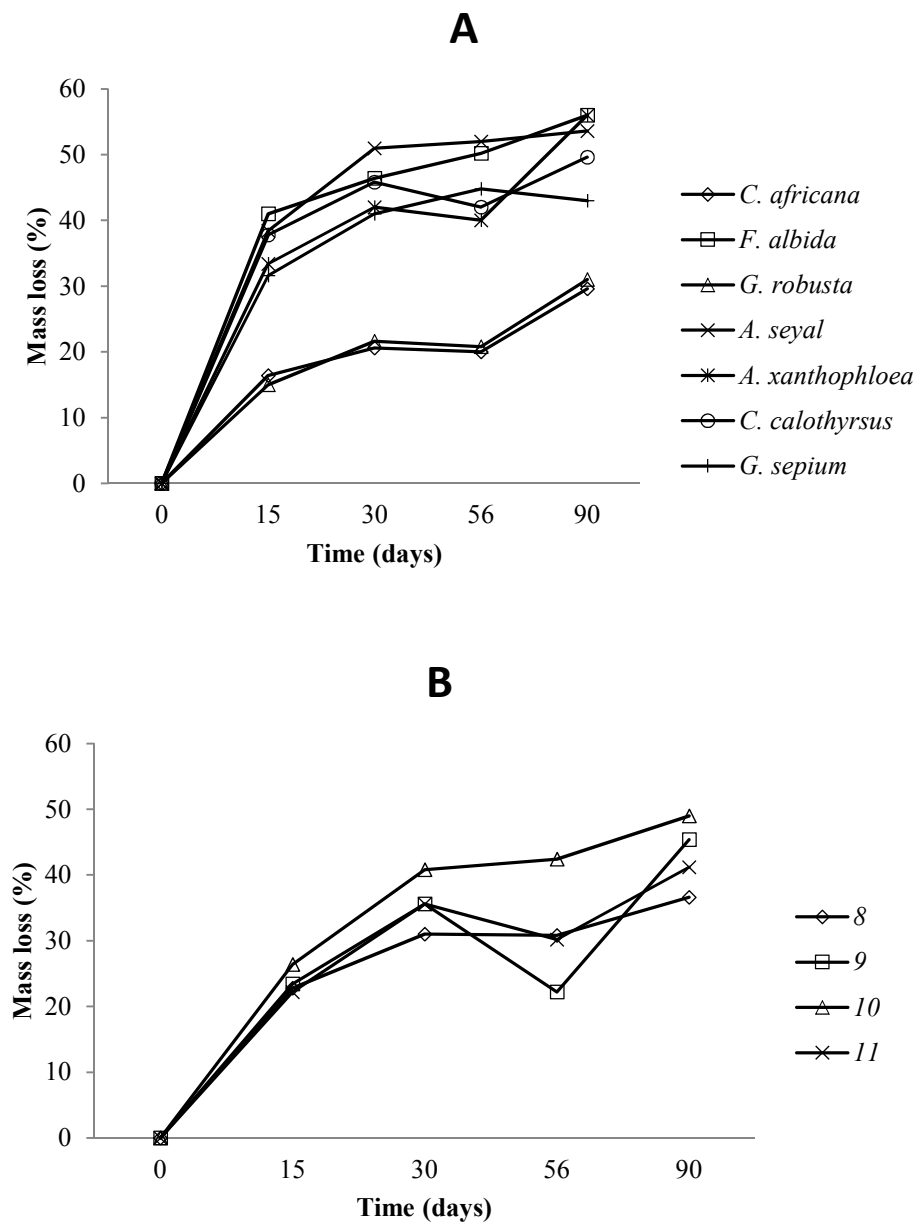 A
60
50
40
30
20
10
0
Mass loss (%)
0 15 30 56 90
Time (days)
C. africana
F. albida
G. robusta
A. seyal
A. xanthophloea
C. calothyrsus
G. sepium
B
60
50
40
30
20
10
0
Mass loss (%)
0 15 30 56 90
Time (days)
8
9
10
11